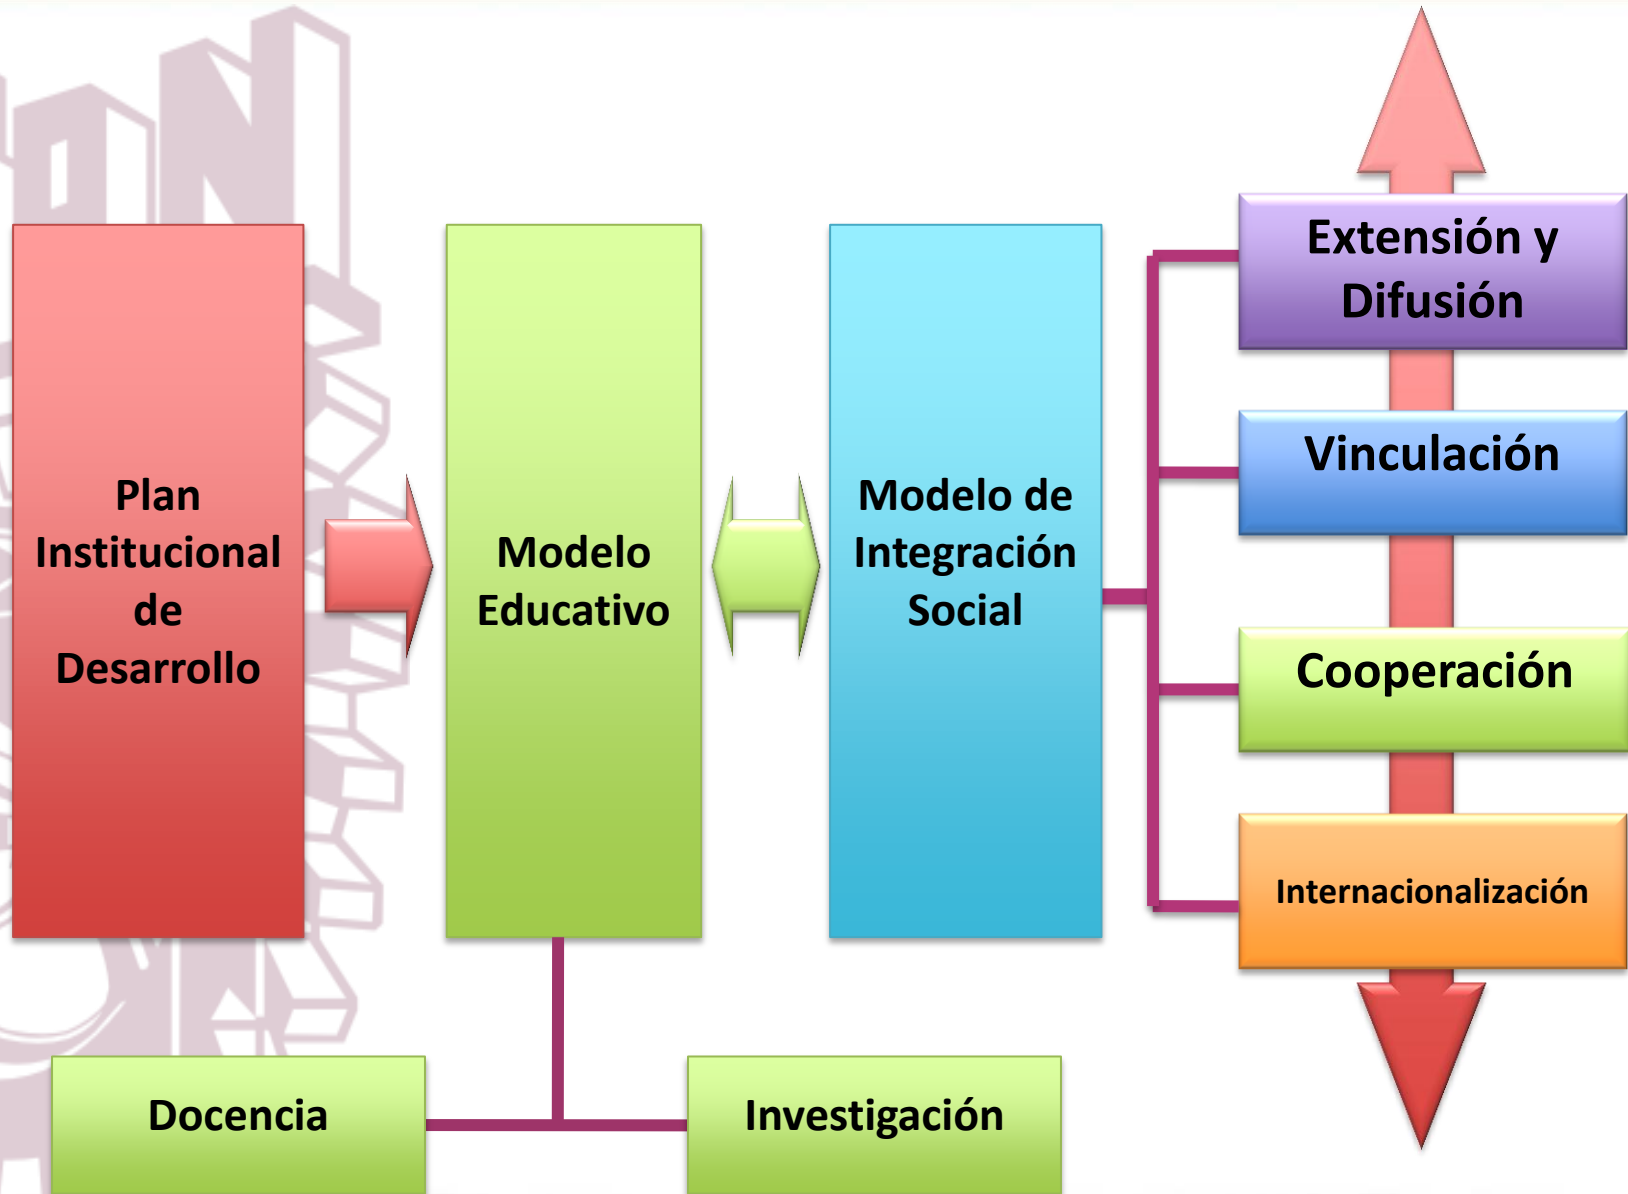 Plan
Institucional
de
Desarrollo
Modelo
Educativo
Modelo de
Integración
Social
Extensión y
Difusión
Vinculación
Cooperación
Internacionalización
Docencia
Investigación